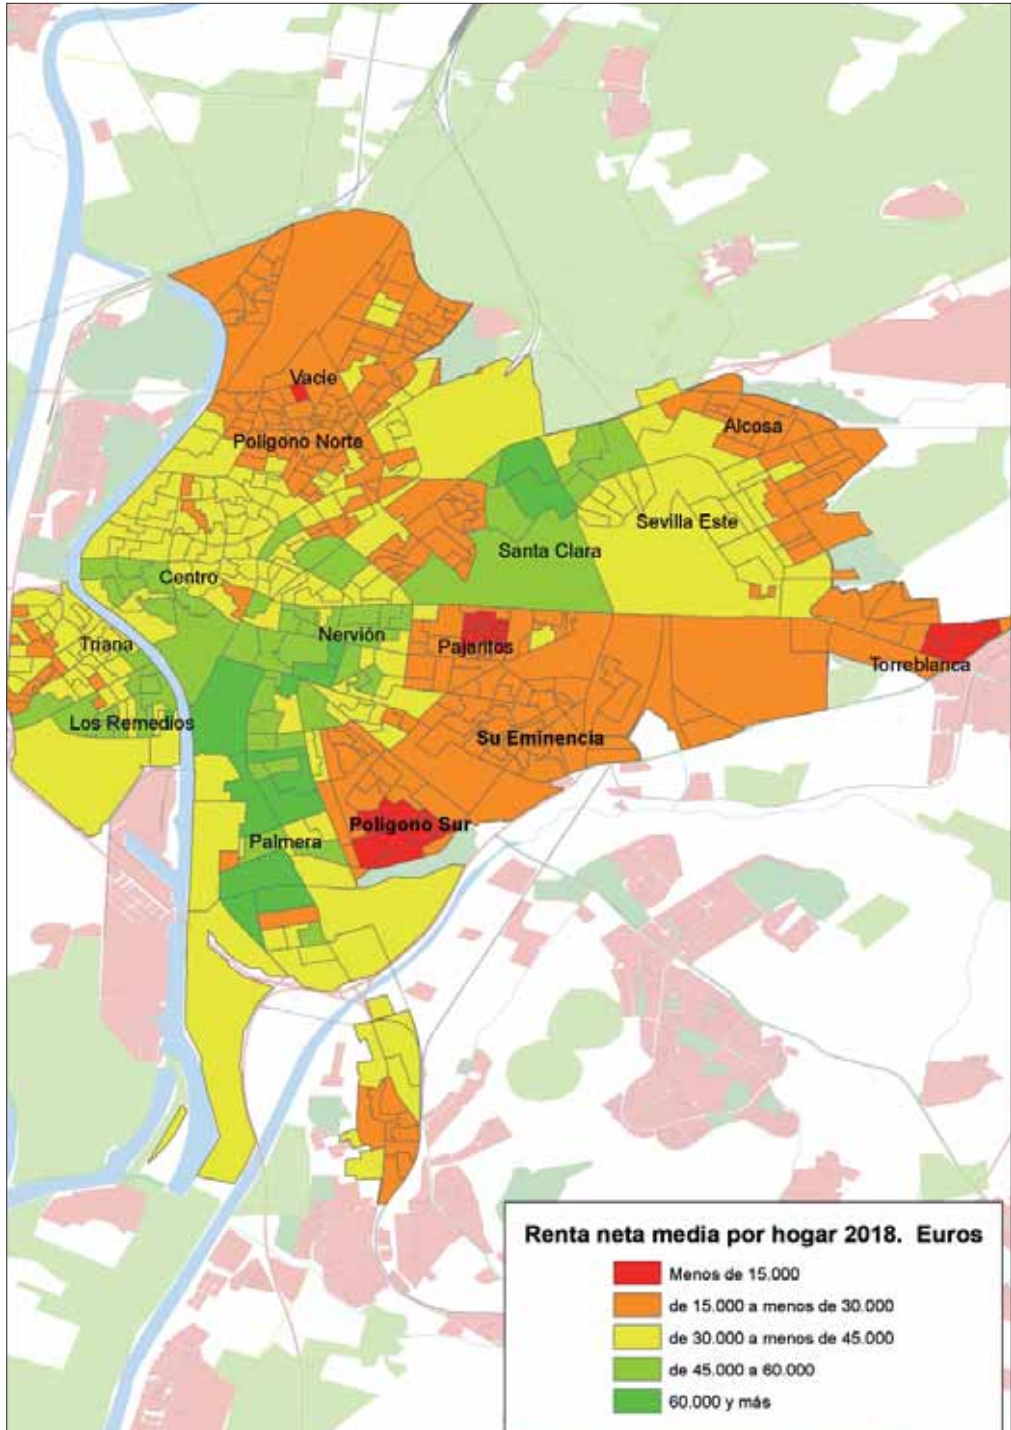 Vacie
Polígono Norte
Alcosa
Sevilla Este
Santa Clara
Centro
Nervión
Triana
Pajaritos
Torreblanca
Los Remedios
Su Eminencia
Polígono Sur
Palmera
Renta neta media por hogar 2018. Euros
Menos de 15.000
de 15.000 a menos de 30.000
de 30.000 a menos de 45.000
de 45.000 a 60.000
60.000 y más